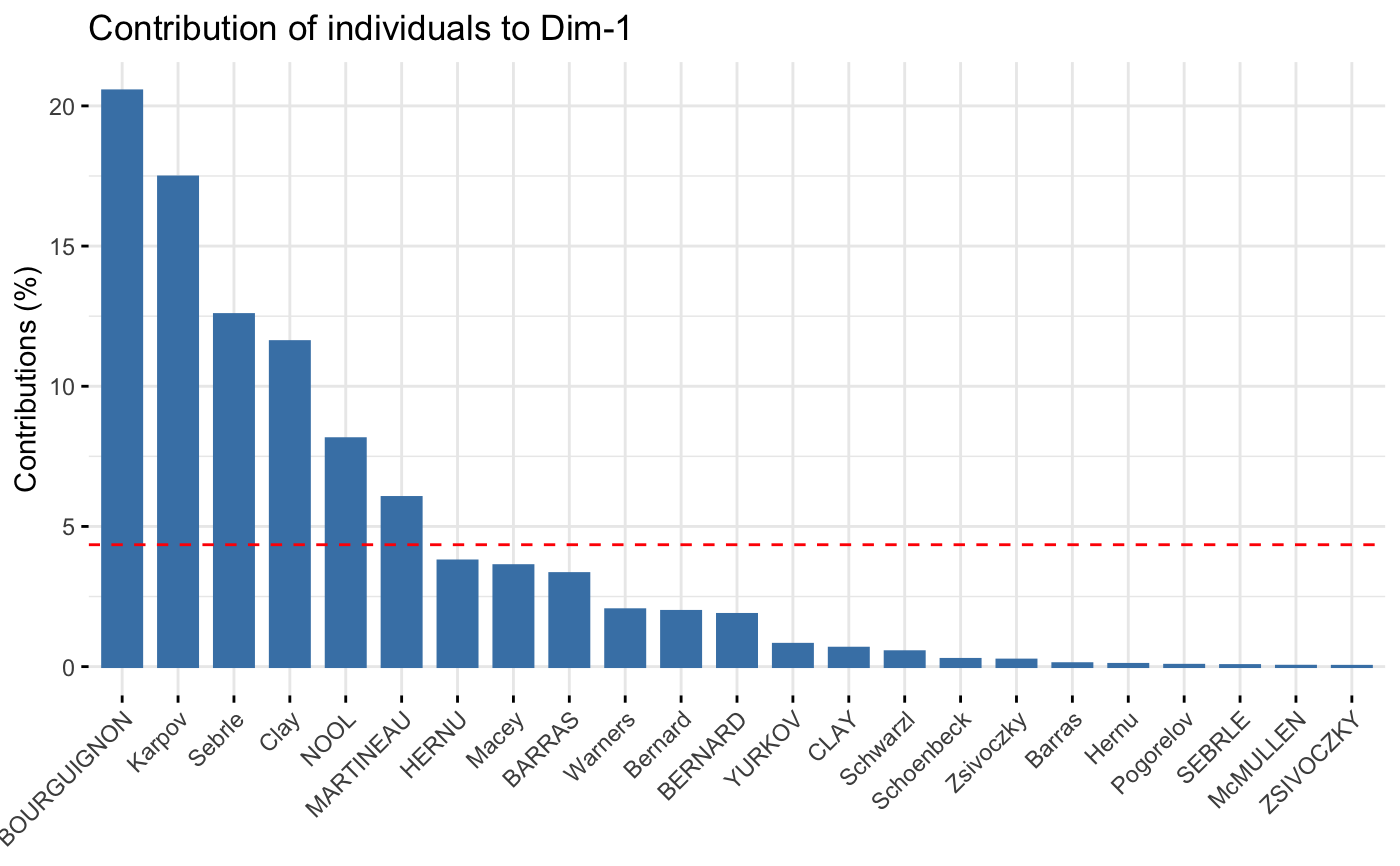 Contribution of individuals to Dim-1
Contributions (%)
20
15
10
5
0
BOURGUIGNON
Karpov
Sebrle
Clay
NOOL
MARTINEAU
HERNU
Macey
BARRAS
Warners
Bernard
BERNARD
YURKOV
CLAY
Schwarzl
Schoenbeck
Zsivoczky
Barras
Hernu
Pogorelov
SEBRLE
McMULLEN
ZSIVOCZKY